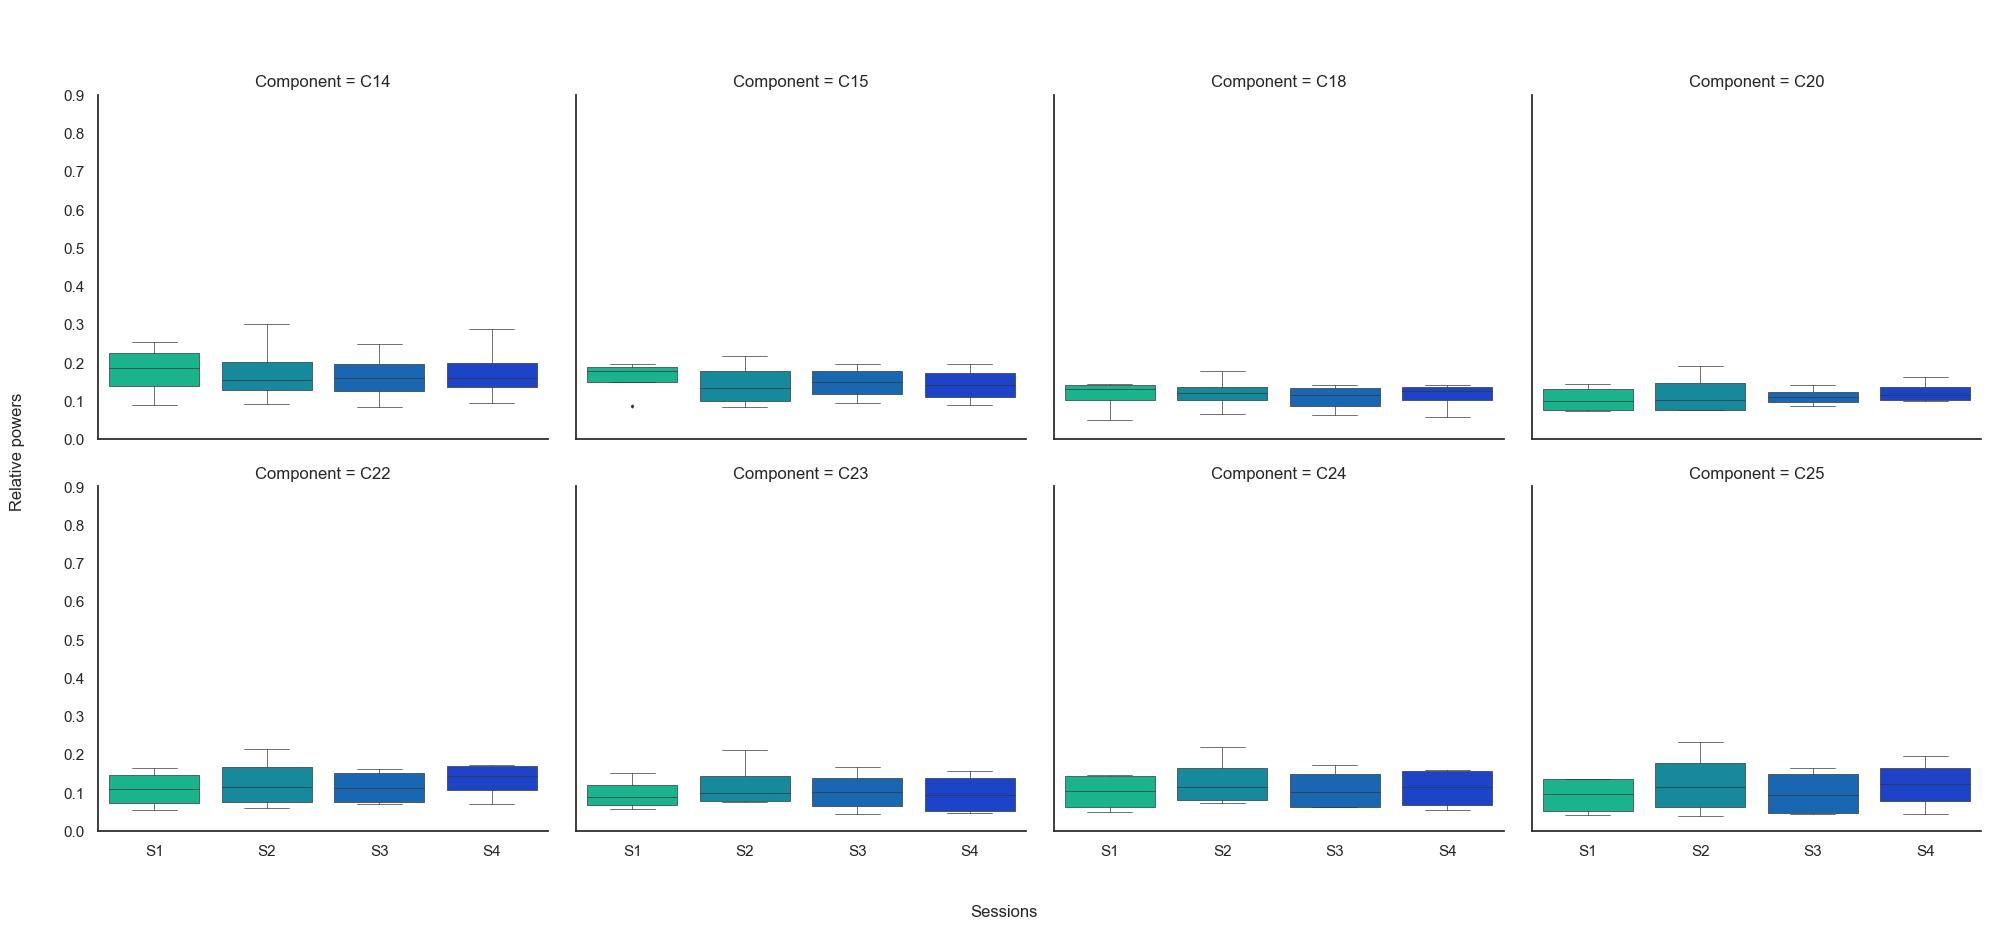 Component = C14
Component = C15
Component = C18
Component = C20
0.9
0.8
0.7
0.6
0.5
0.4
0.3
0.2
0.1
0.0
Relative powers
Component = C22
Component = C23
Component = C24
Component = C25
0.9
0.8
0.7
0.6
0.5
0.4
0.3
0.2
0.1
0.0
S1 S2 S3 S4 S1 S2 S3 S4 S1 S2 S3 S4 S1 S2 S3 S4
Sessions